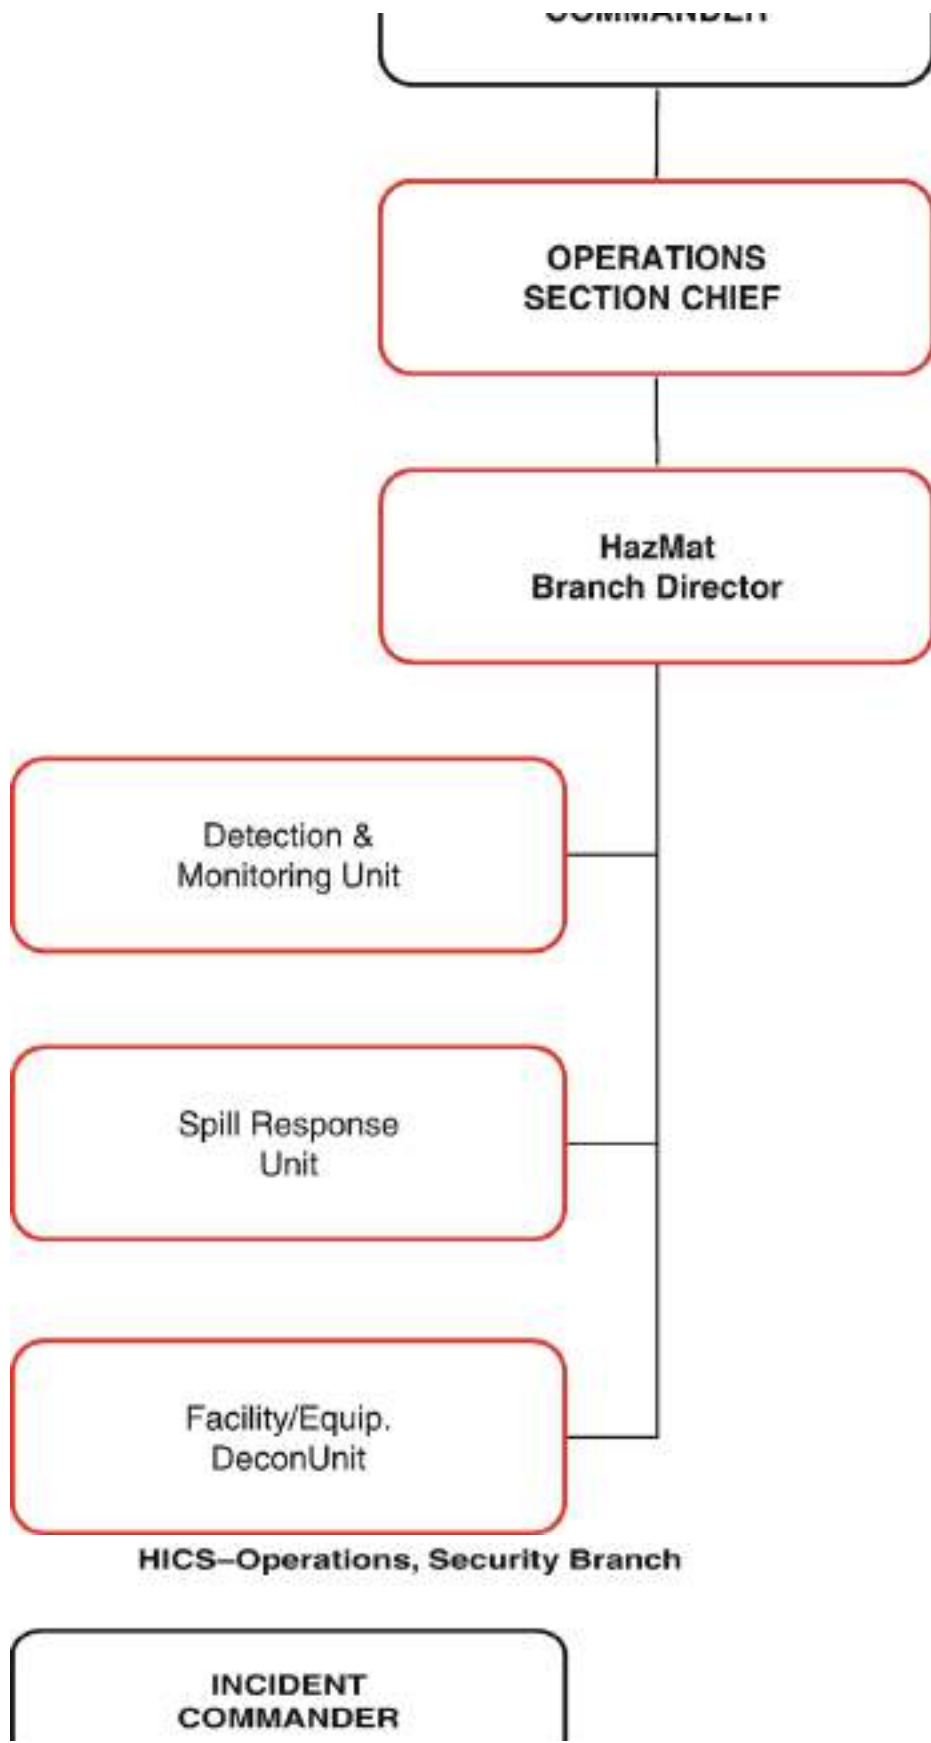 COMMANDER
OPERATIONS
SECTION CHIEF
HazMat
Branch Director
Detection &
Monitoring Unit
Spill Response
Unit
Facility/Equip.
DeconUnit
HICS–Operations, Security Branch
INCIDENT
COMMANDER